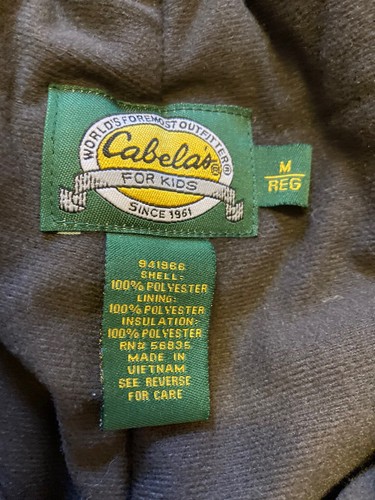 WORLD'S FOREMOST OUTFITTER®
Cabela's®
FOR KIDS
SINCE 1961
M
REG
941966
SHELL:
100% POLYESTER
LINING:
100% POLYESTER
INSULATION:
100% POLYESTER
RN# 56835
MADE IN
VIETNAM
SEE REVERSE
FOR CARE